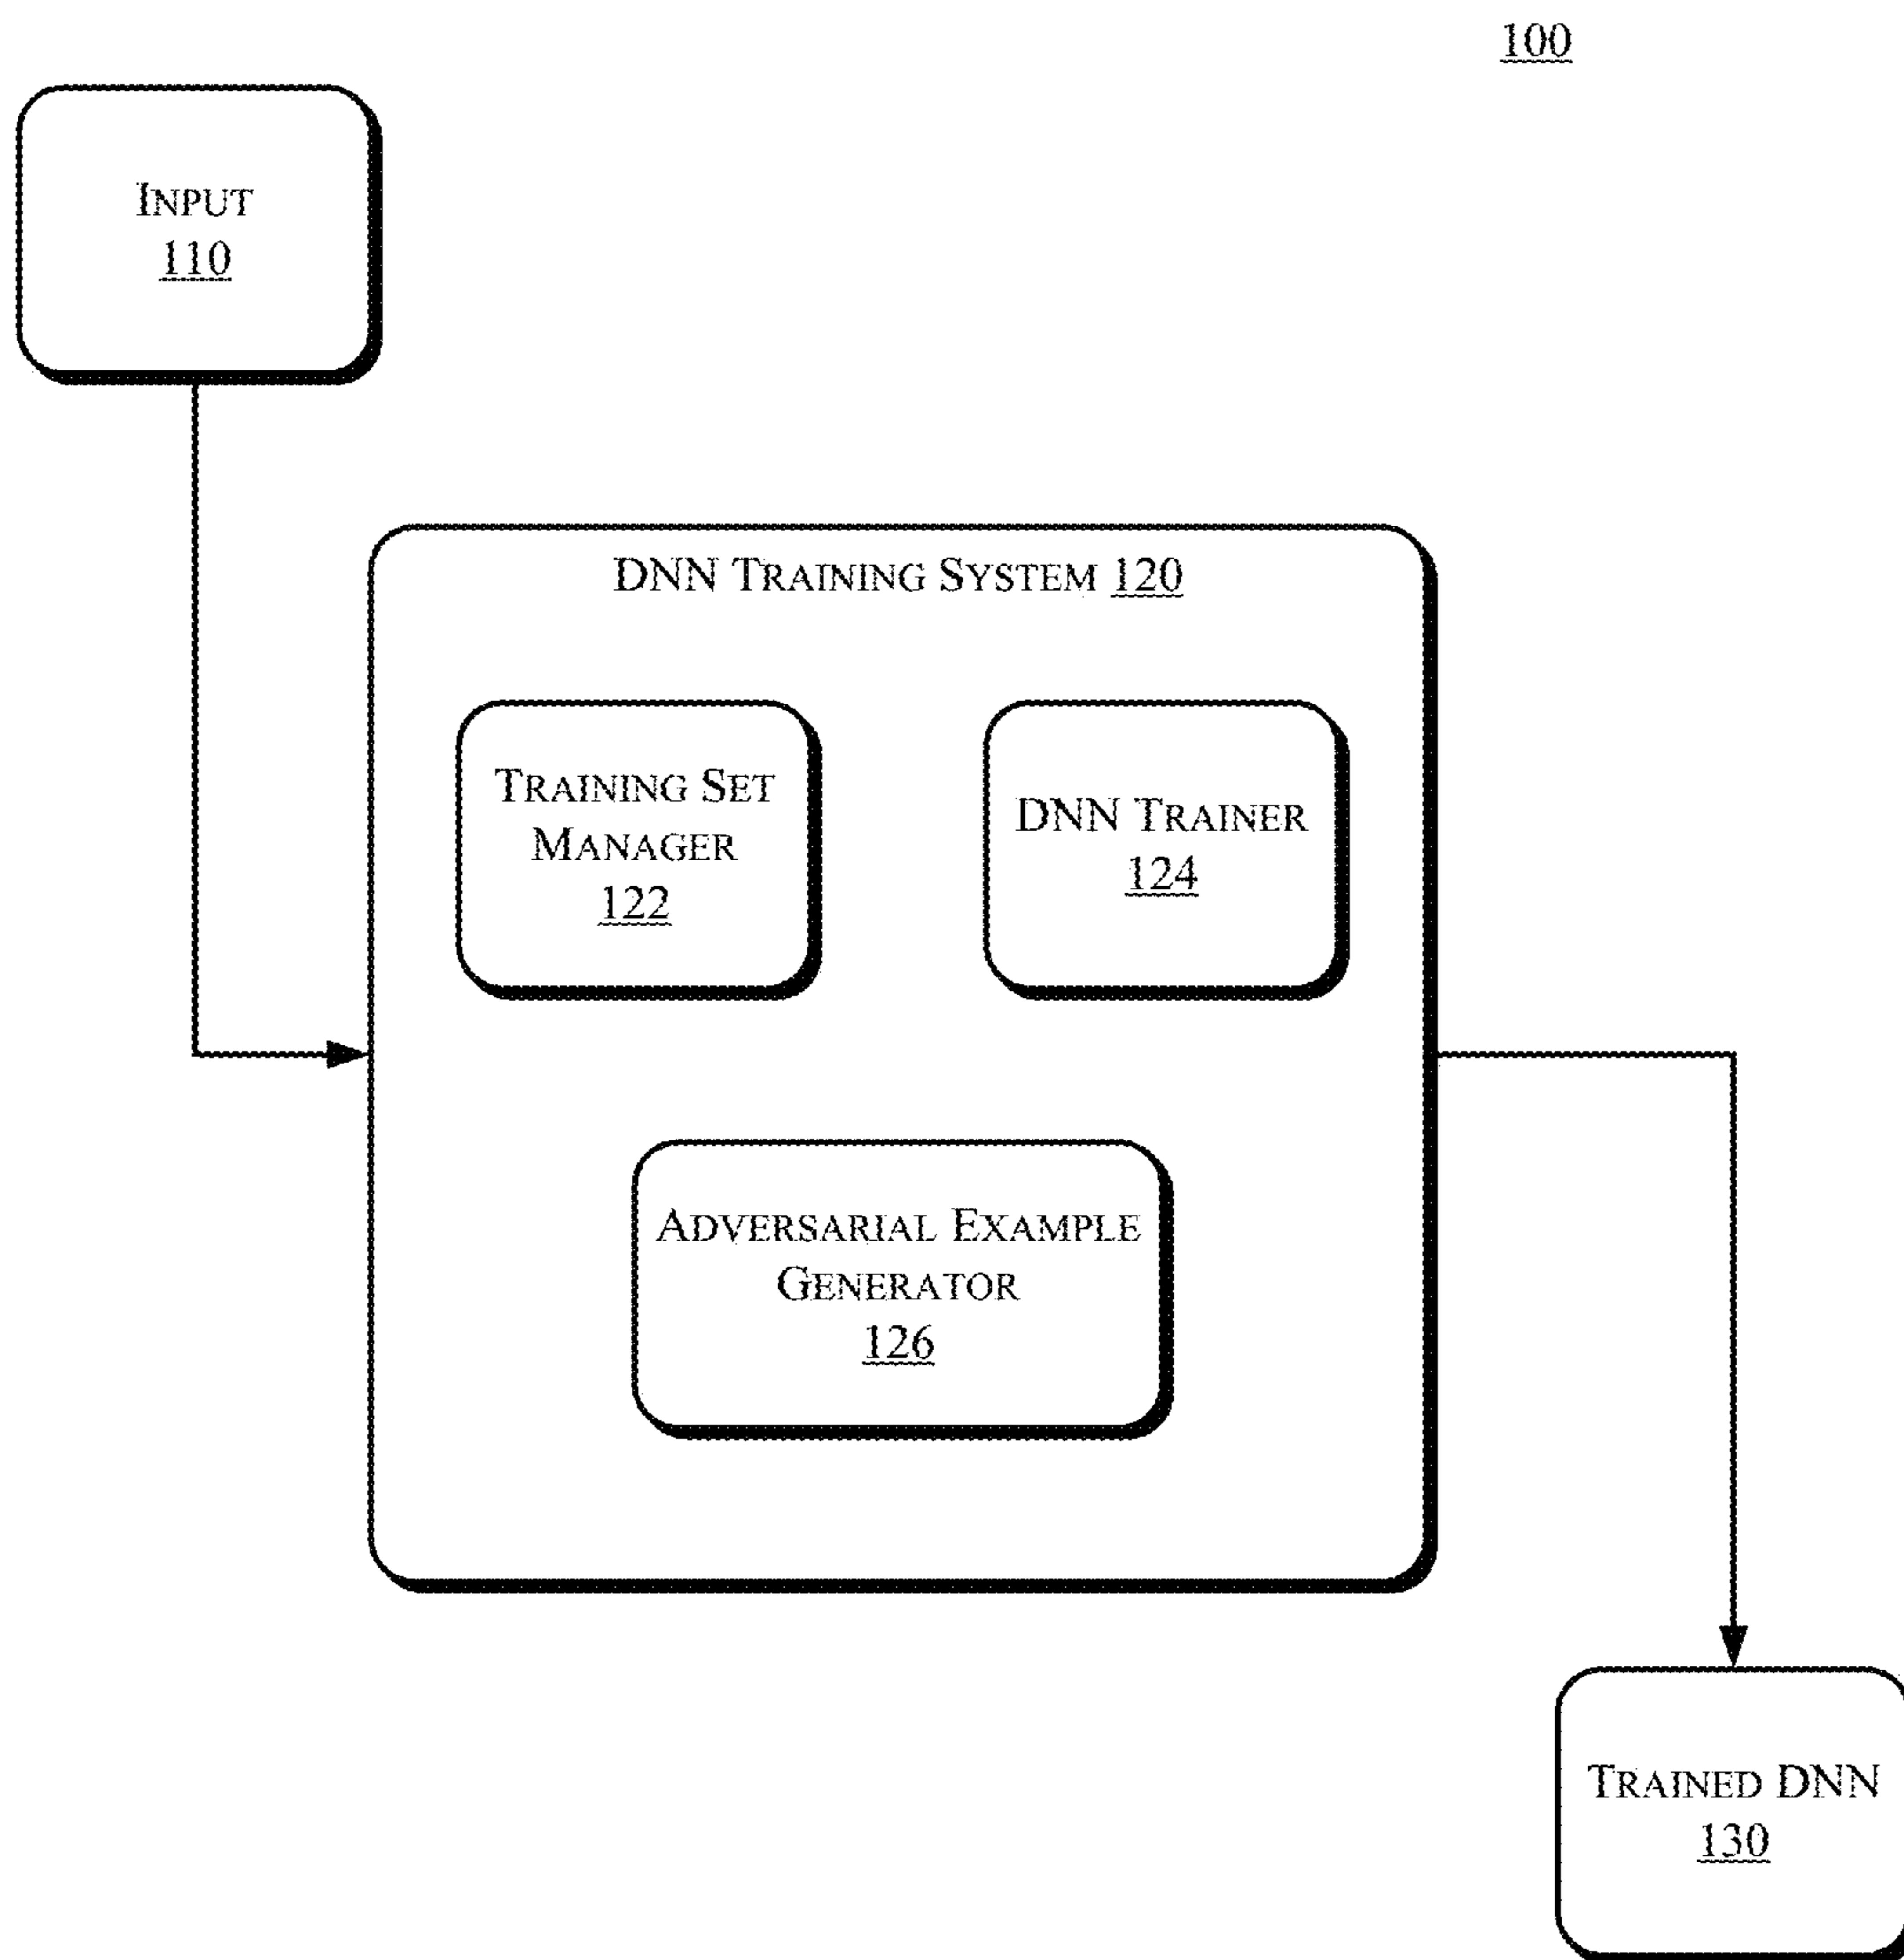 100
INPUT
110
DNN TRAINING SYSTEM 120
TRAINING SET
MANAGER
122
DNN TRAINER
124
ADVERSARIAL EXAMPLE
GENERATOR
126
TRAINED DNN
130